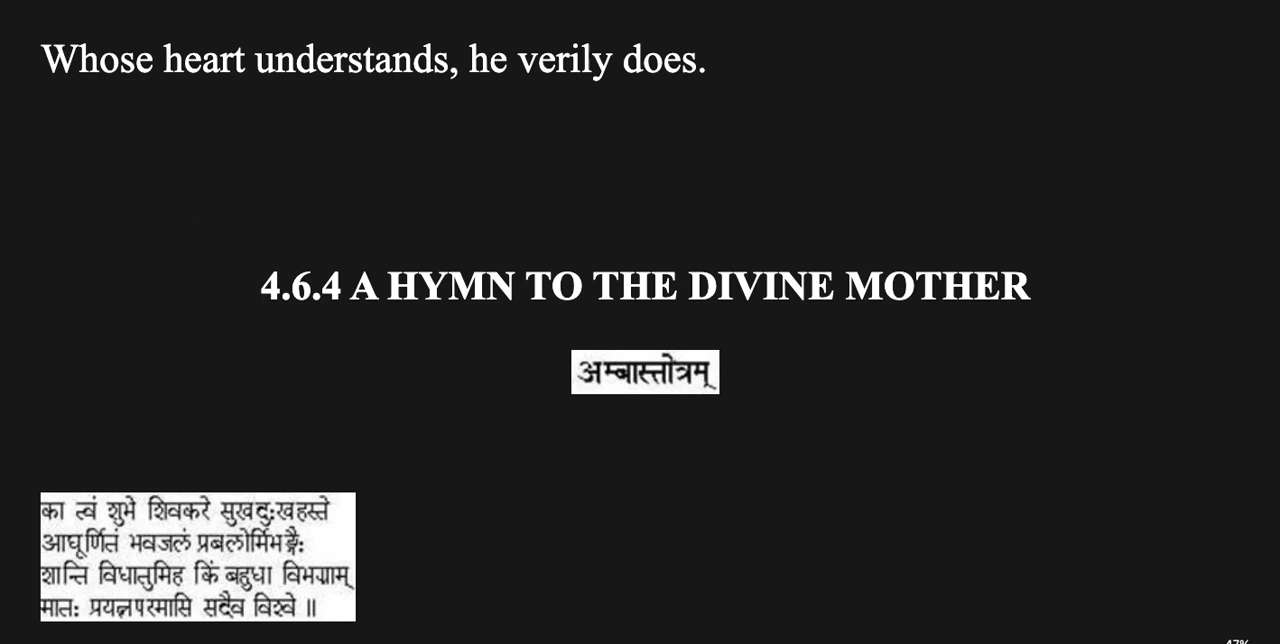 Whose heart understands, he verily does.
4.6.4 A HYMN TO THE DIVINE MOTHER
अम्बास्तोत्रम्
का त्वं शुभे शिवकरे सुखदुःखहस्ते
आघूर्णितं भवजलं प्रबलोर्मिभङ्गैः
शान्तिं विधातुमिह किं बहुधा विभग्नाम्
मातः प्रयत्नपरमासि सदैव विश्वे ॥